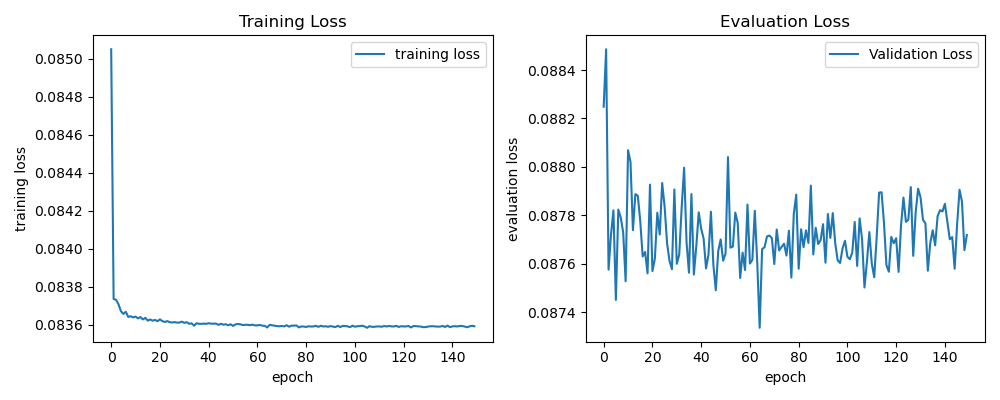 Training Loss
training loss
0.0850
0.0848
0.0846
0.0844
0.0842
0.0840
0.0838
0.0836
training loss
0 20 40 60 80 100 120 140
epoch
Evaluation Loss
Validation Loss
0.0884
0.0882
0.0880
0.0878
0.0876
0.0874
evaluation loss
0 20 40 60 80 100 120 140
epoch